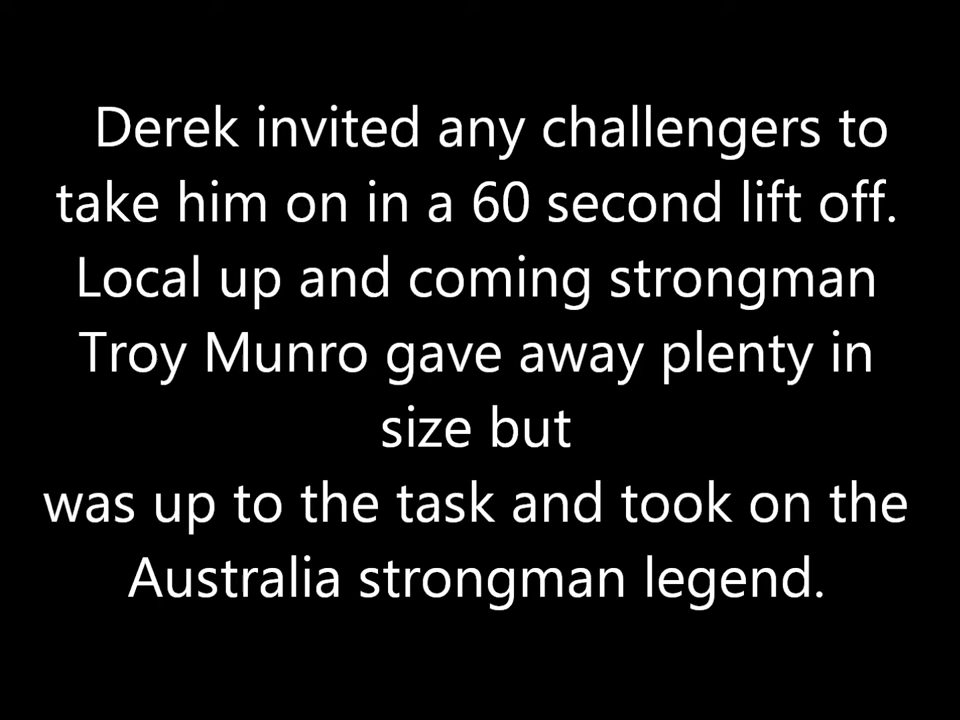 Derek invited any challengers to
take him on in a 60 second lift off.
Local up and coming strongman
Troy Munro gave away plenty in
size but
was up to the task and took on the
Australia strongman legend.